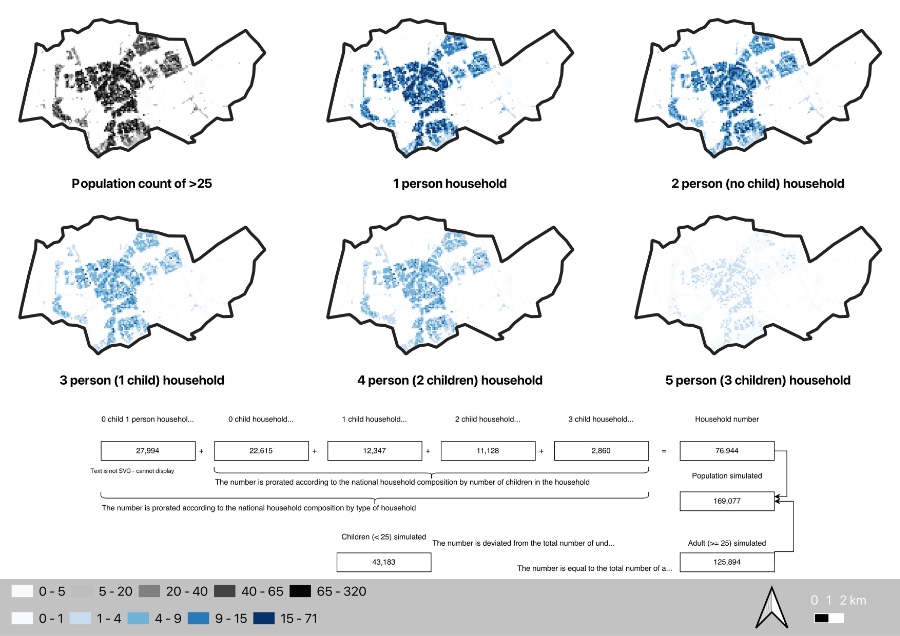 Population count of >25
1 person household
2 person (no child) household
3 person (1 child) household
4 person (2 children) household
5 person (3 children) household
0 child 1 person househol...
0 child household...
1 child household...
2 child household...
3 child household...
Household number
27,994 + 22,615 + 12,347 + 11,128 + 2,860 = 76,944
Text is not SVG - cannot display
The number is prorated according to the national household composition by number of children in the household
Population simulated
169,077
The number is prorated according to the national household composition by type of household
Children (< 25) simulated
The number is deviated from the total number of und...
Adult (>= 25) simulated
43,183
The number is equal to the total number of a...
125,894
0 - 5 5 - 20 20 - 40 40 - 65 65 - 320
0 - 1 1 - 4 4 - 9 9 - 15 15 - 71
0 1 2 km